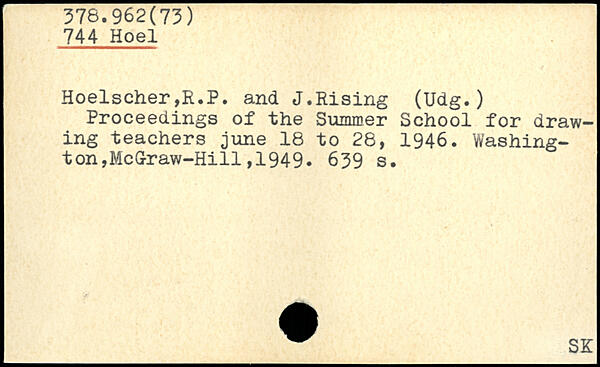 378.962(73)
744 Hoel
Hoelscher,R.P. and J.Rising (Udg.)
Proceedings of the Summer School for draw-
ing teachers june 18 to 28, 1946. Washing-
ton,McGraw-Hill,1949. 639 s.
SK